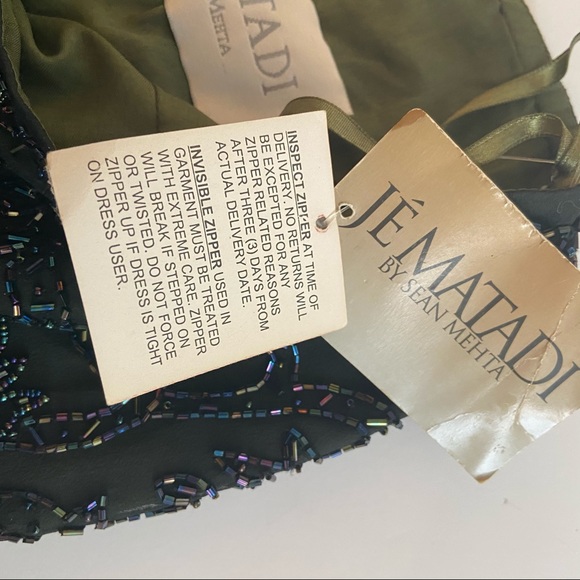 MATADI
MEHTA
INSPECT ZIPPER AT TIME OF
DELIVERY. NO RETURNS WILL
BE EXCEPTED FOR ANY
ZIPPER RELATED REASONS
AFTER THREE (3) DAYS FROM
ACTUAL DELIVERY DATE.
INVISIBLE ZIPPER USED IN
GARMENT MUST BE TREATED
WITH EXTREME CARE. ZIPPER
WILL BREAK IF STEPPED ON
OR TWISTED. DO NOT FORCE
ZIPPER UP IF DRESS IS TIGHT
ON DRESS USER.
JÉ MATADI
BY SEAN MEHTA